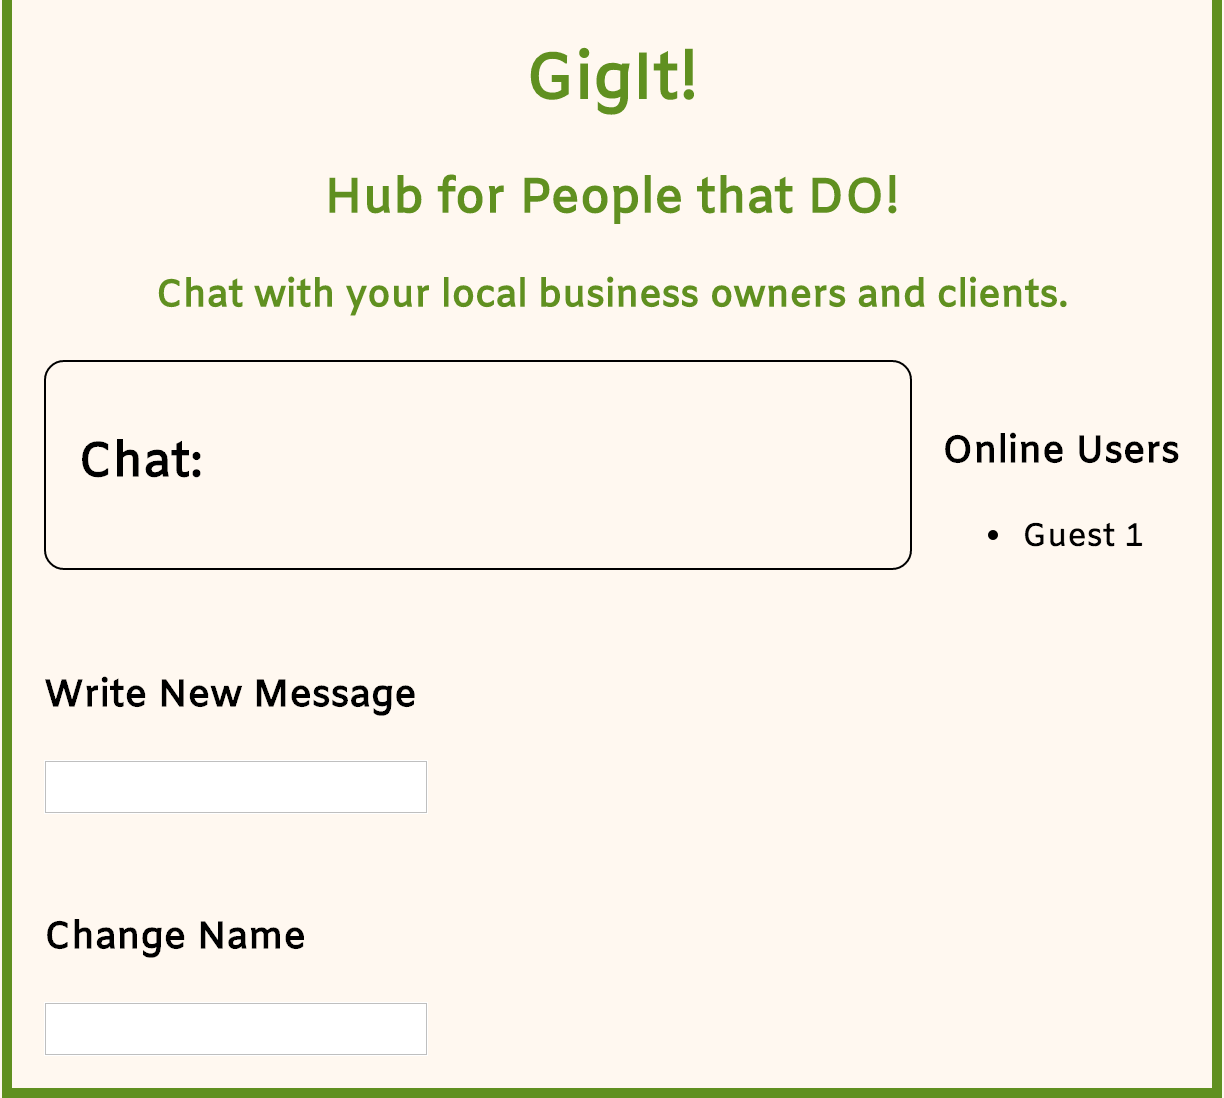 GigIt!
Hub for People that DO!
Chat with your local business owners and clients.
Chat:
Online Users
• Guest 1
Write New Message
Change Name